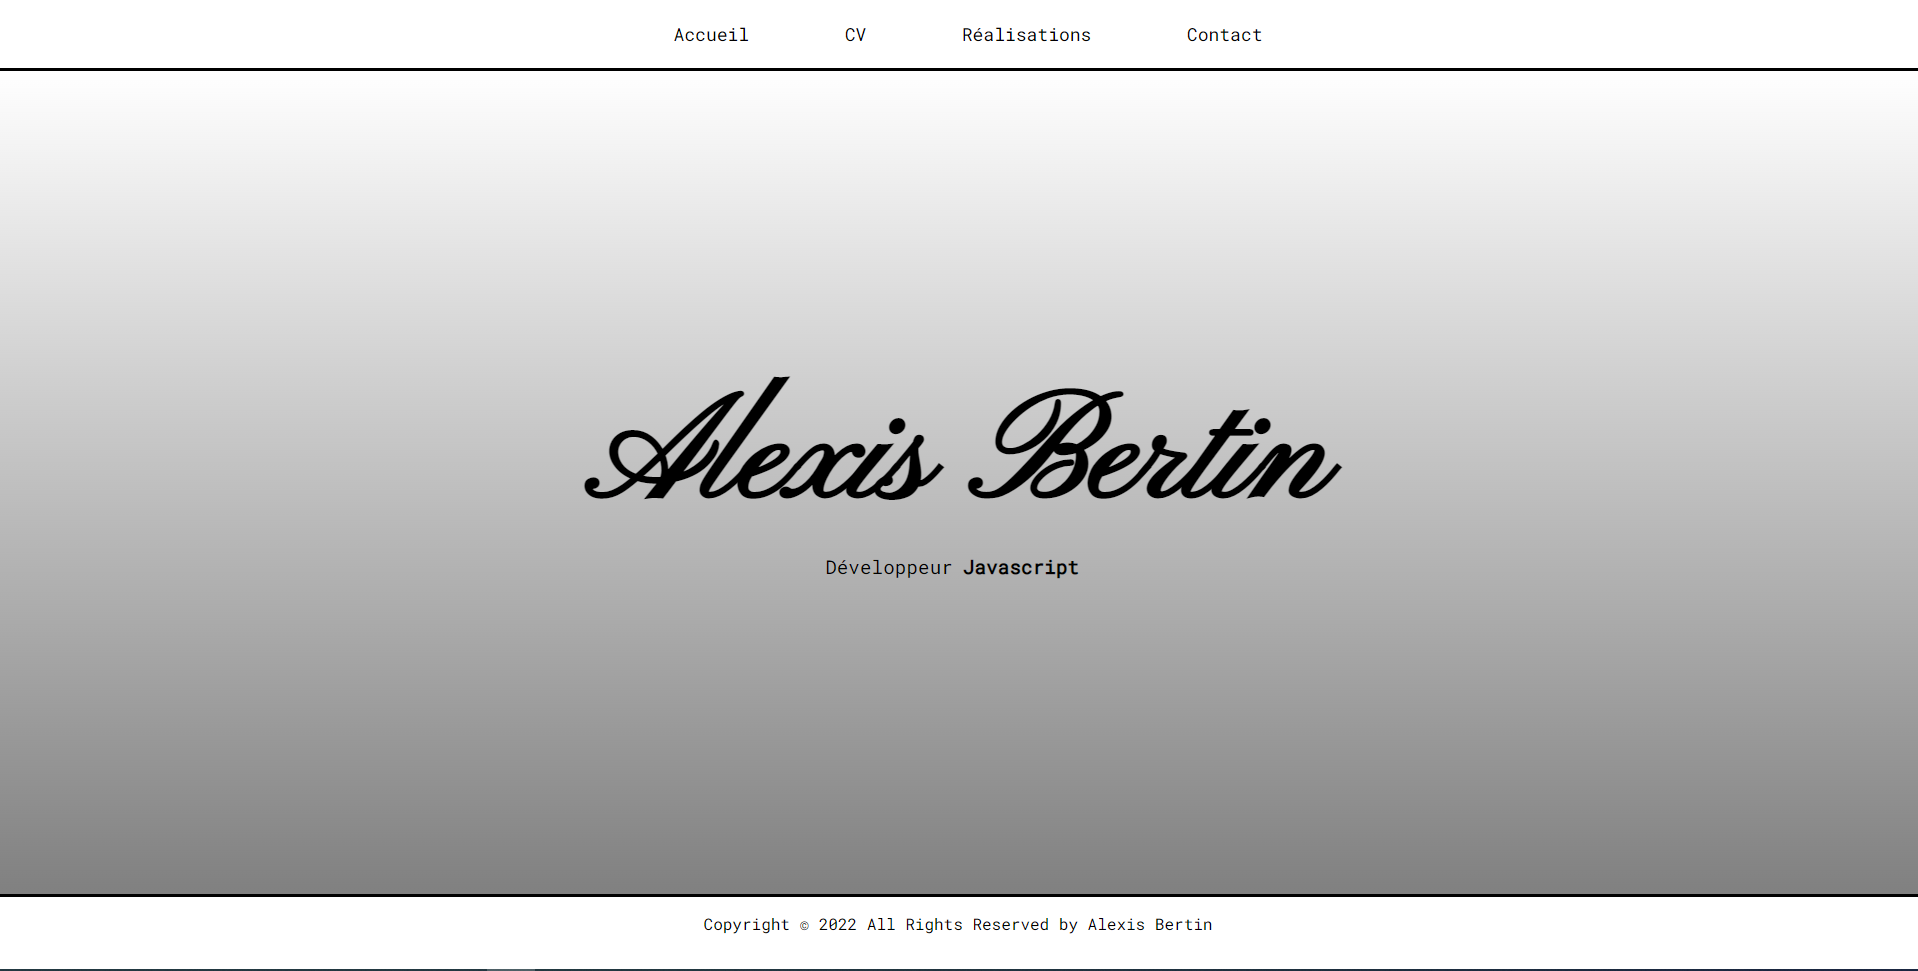 Accueil CV Réalisations Contact
Alexis Bertin
Développeur Javascript
Copyright © 2022 All Rights Reserved by Alexis Bertin